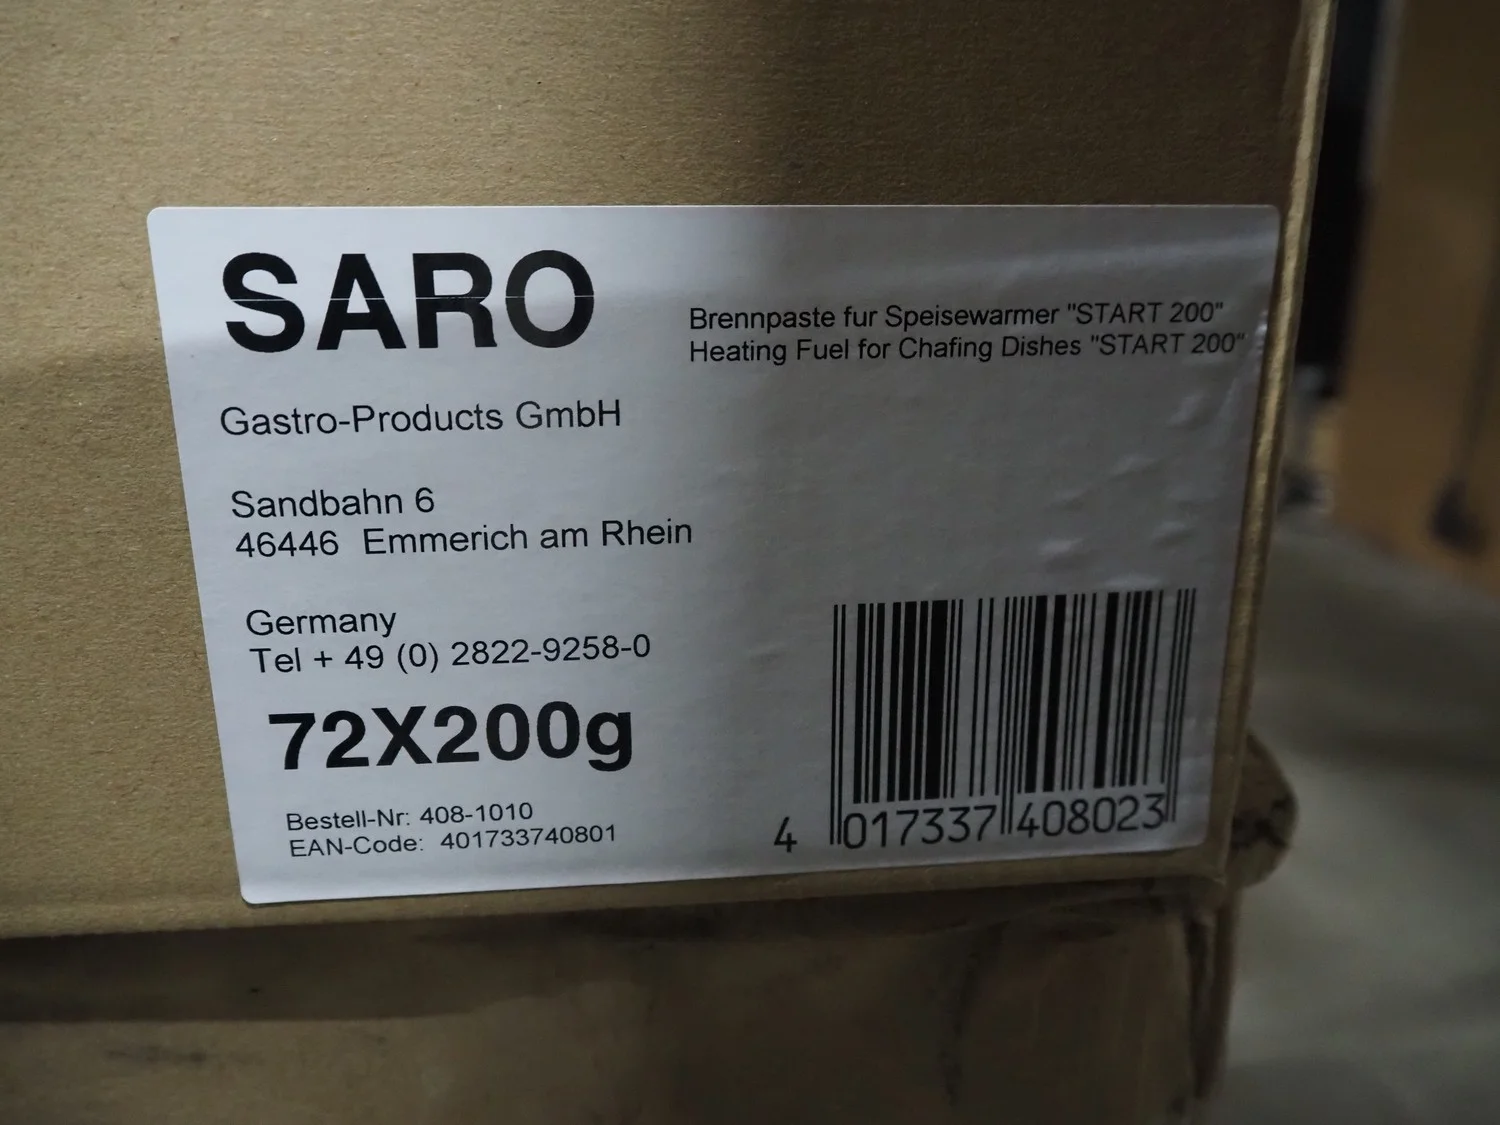 SARO
Brennpaste fur Speisewarmer "START 200"
Heating Fuel for Chafing Dishes "START 200"
Gastro-Products GmbH
Sandbahn 6
46446 Emmerich am Rhein
Germany
Tel + 49 (0) 2822-9258-0
72X200g
Bestell-Nr: 408-1010
EAN-Code: 401733740801
4 017337 408023